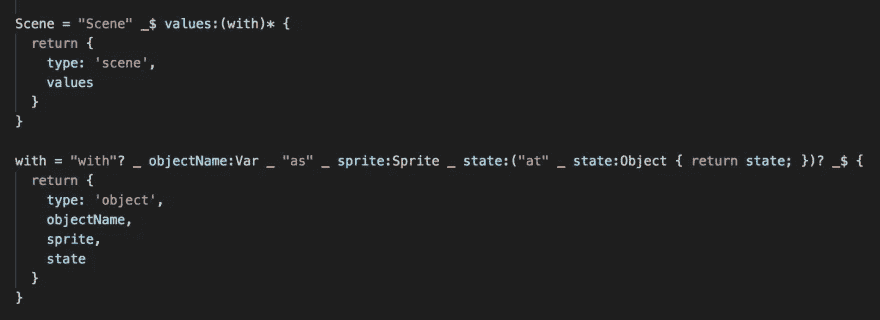 Scene = "Scene" _$ values:(with)* {
  return {
    type: 'scene',
    values
  }
}
with = "with"? _ objectName:Var _ "as" _ sprite:Sprite _ state:("at" _ state:Object { return state; })? _$ {
  return {
    type: 'object',
    objectName,
    sprite,
    state
  }
}